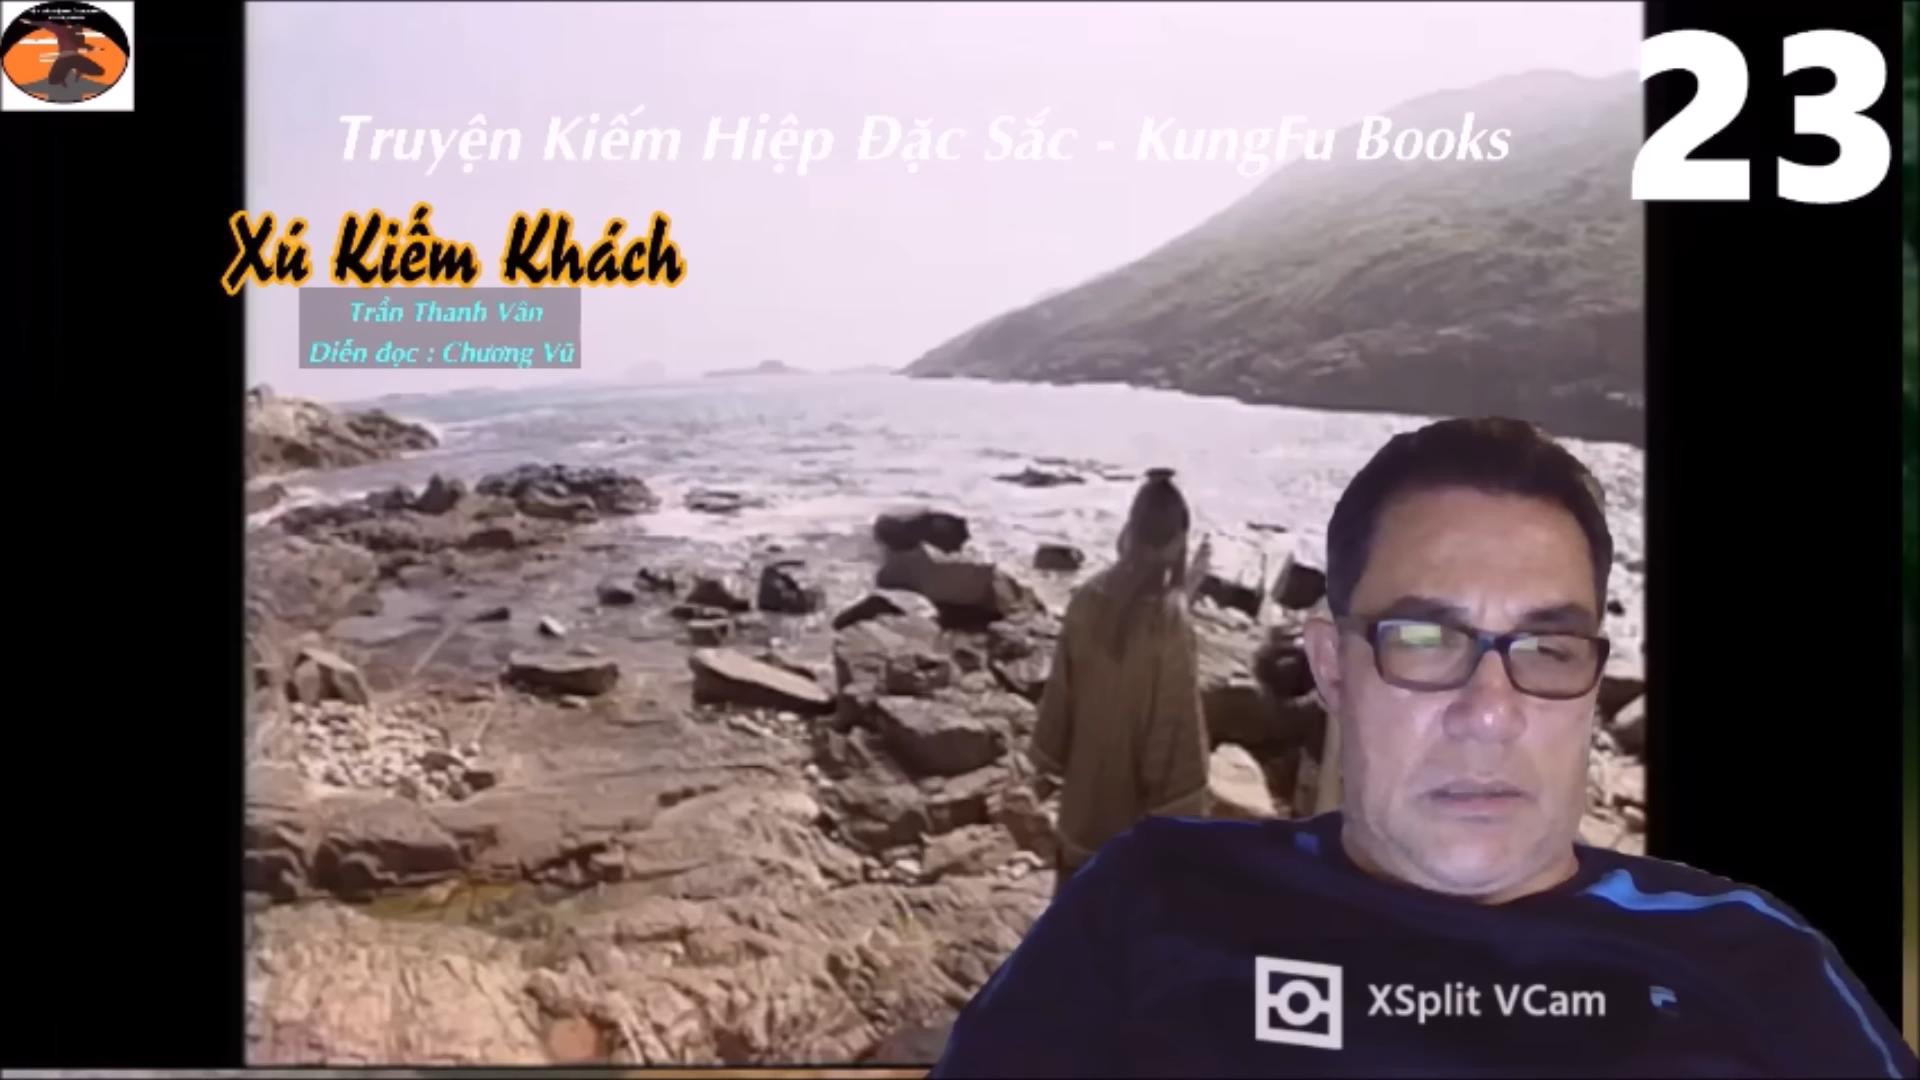 23
Truyện Kiếm Hiệp Đặc Sắc - KungFu Books
Xú Kiếm Khách
Trần Thanh Vân
Diễn đọc : Chương Vũ
XSplit VCam